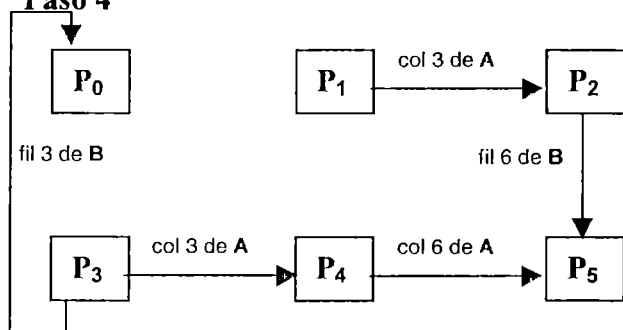 Paso 4
P₀ P₁ col 3 de A P₂
fil 3 de B fil 6 de B
P₃ col 3 de A P₄ col 6 de A P₅